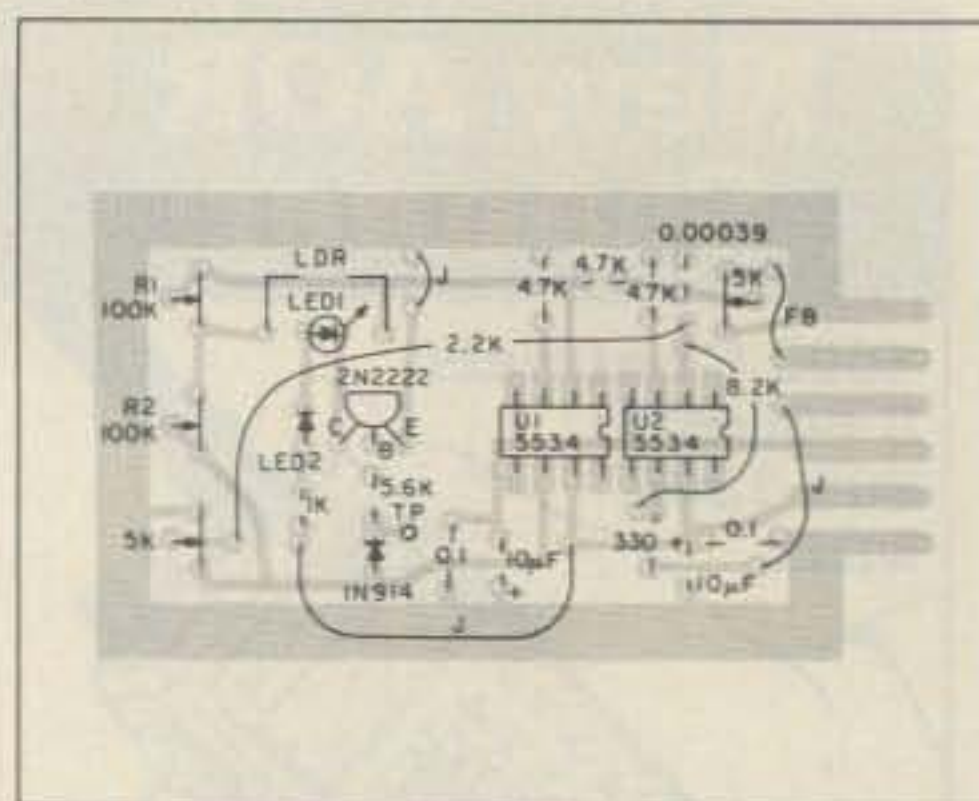 0.00039
LDR
J
4.7K
R1
100K
LED1
4.7K
4.7K
5K
FB
2.2K
2N2222
8.2K
R2
100K
C
B
E
U1
5534
U2
5534
LED2
1K
5.6K
TP
J
5K
0.1
10µF
+
330
+
0.1
10µF
1N914
J